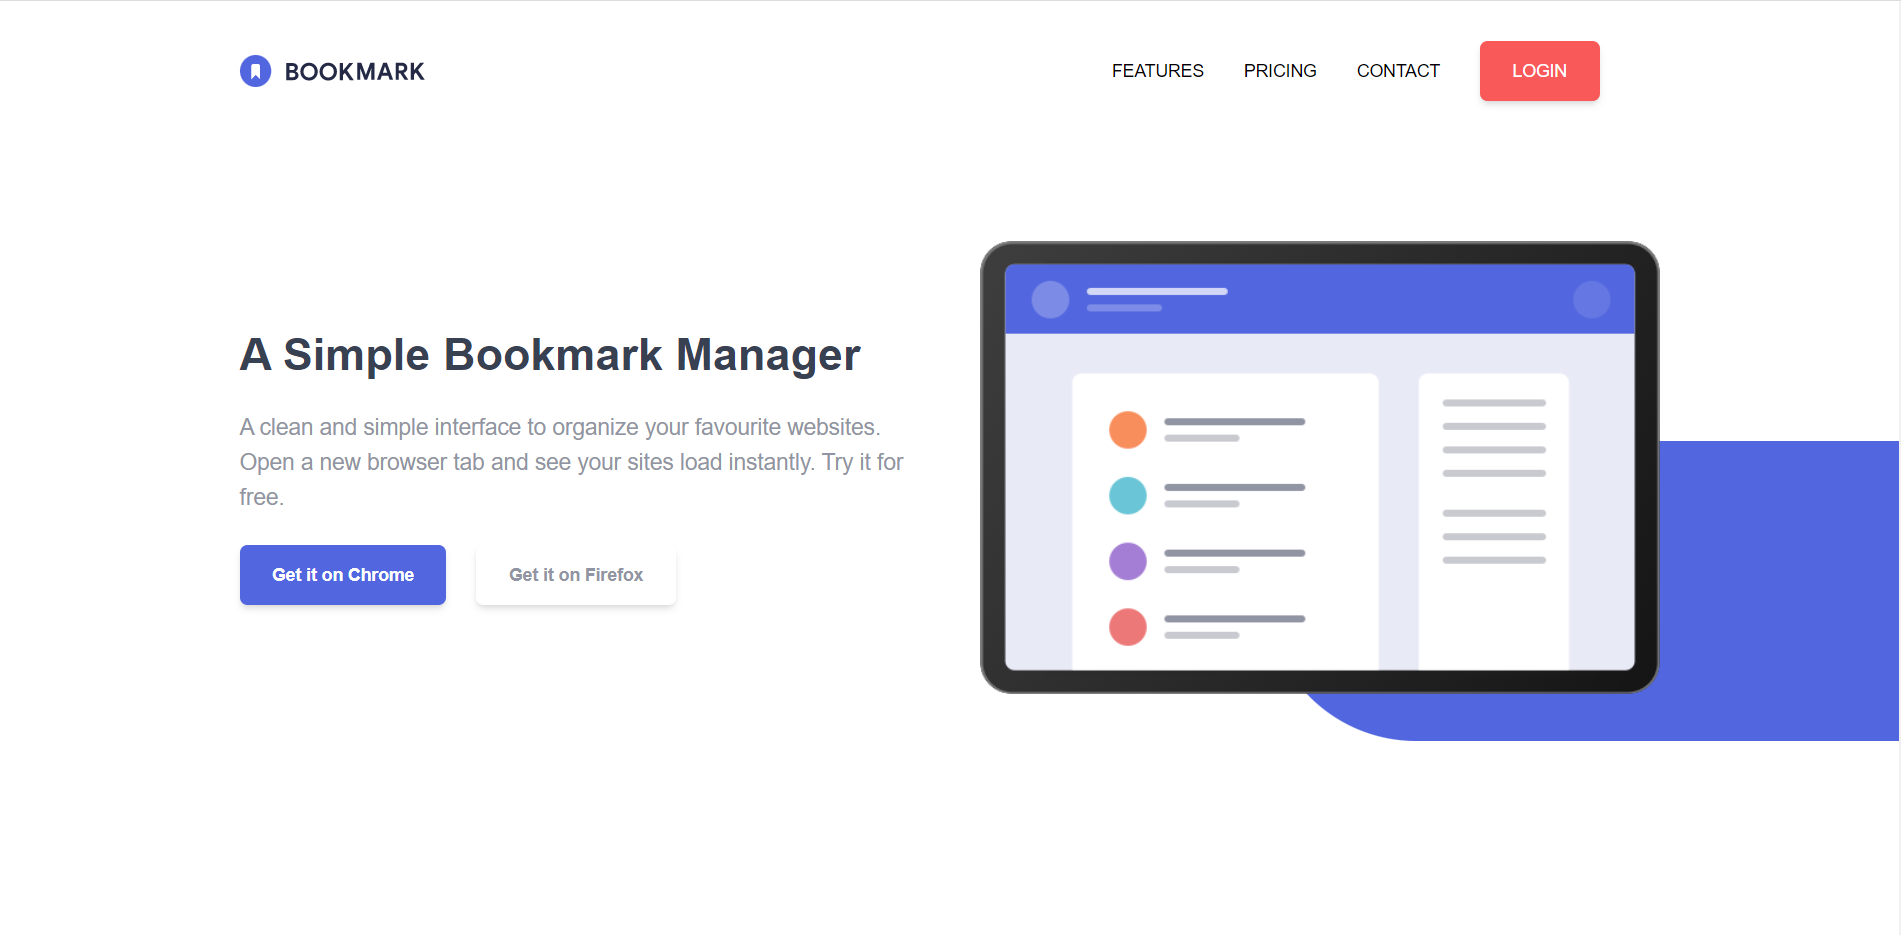 BOOKMARK
FEATURES PRICING CONTACT LOGIN
A Simple Bookmark Manager
A clean and simple interface to organize your favourite websites.
Open a new browser tab and see your sites load instantly. Try it for
free.
Get it on Chrome Get it on Firefox